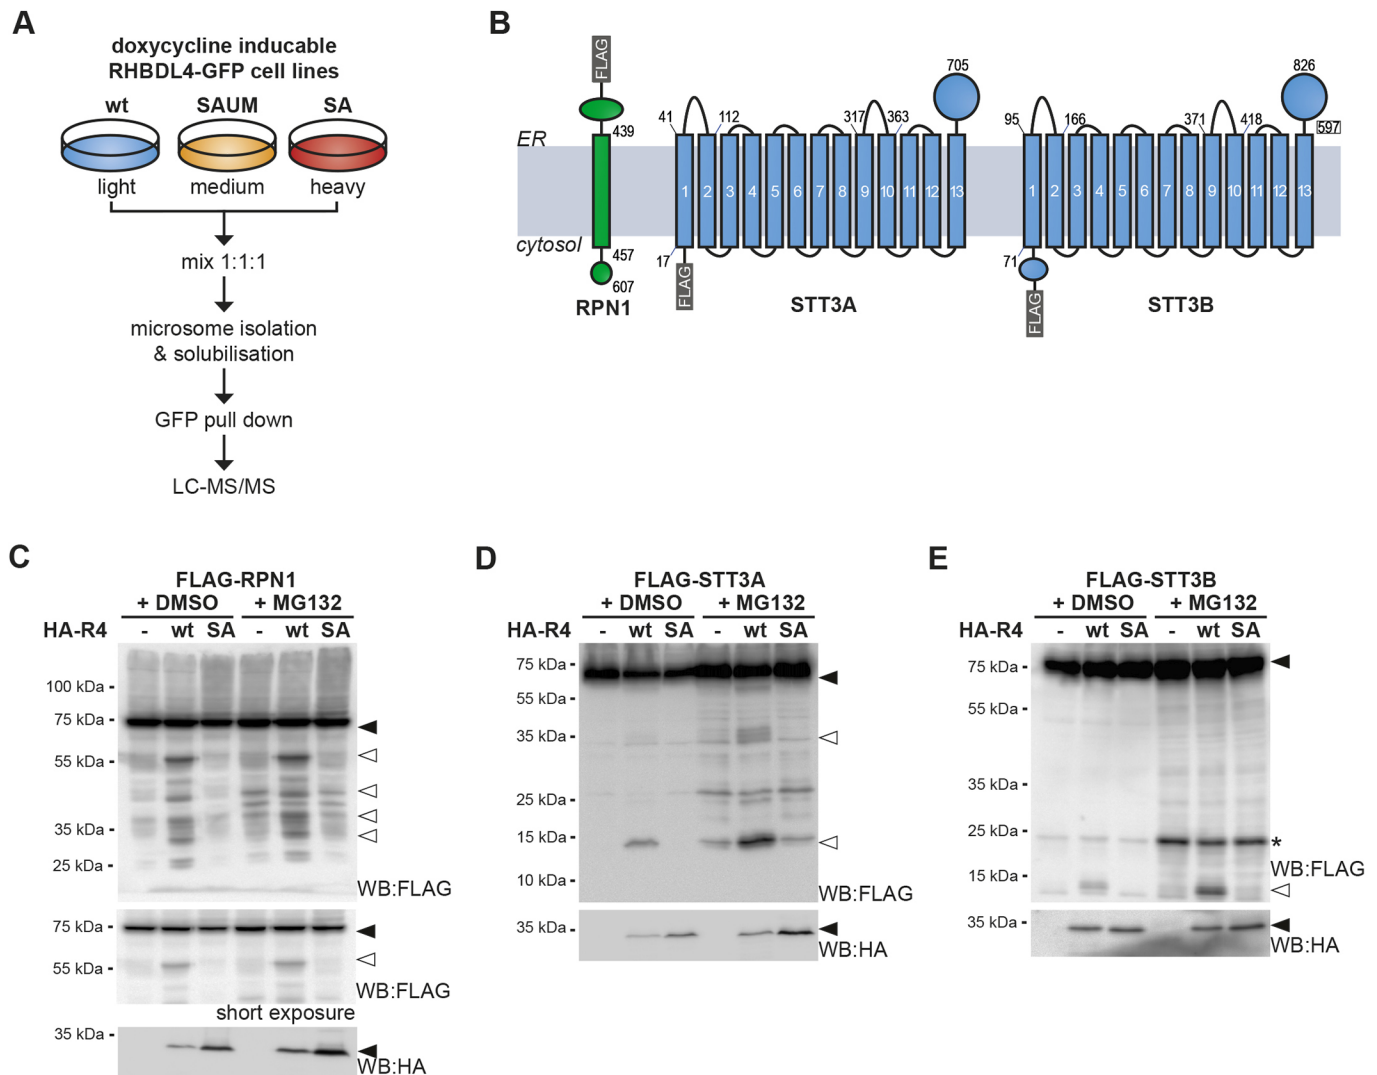 A
doxycycline inducable
RHBDL4-GFP cell lines
wt SAUM SA
light medium heavy
mix 1:1:1
microsome isolation
& solubilisation
GFP pull down
LC-MS/MS
B
FLAG
705
826
439
41
112
317
363
95
166
371
418
597
ER
1 2 3 4 5 6 7 8 9 10 11 12 13
1 2 3 4 5 6 7 8 9 10 11 12 13
cytosol
457
17
71
607
FLAG
FLAG
RPN1
STT3A
STT3B
C
FLAG-RPN1
+ DMSO + MG132
HA-R4 - wt SA - wt SA
100 kDa -
75 kDa -
55 kDa -
35 kDa -
25 kDa -
WB:FLAG
75 kDa -
55 kDa -
WB:FLAG
short exposure
35 kDa -
WB:HA
D
FLAG-STT3A
+ DMSO + MG132
HA-R4 - wt SA - wt SA
75 kDa -
55 kDa -
35 kDa -
25 kDa -
15 kDa -
10 kDa -
WB:FLAG
35 kDa -
WB:HA
E
FLAG-STT3B
+ DMSO + MG132
HA-R4 - wt SA - wt SA
75 kDa -
55 kDa -
35 kDa -
25 kDa -
*
15 kDa -
WB:FLAG
35 kDa -
WB:HA